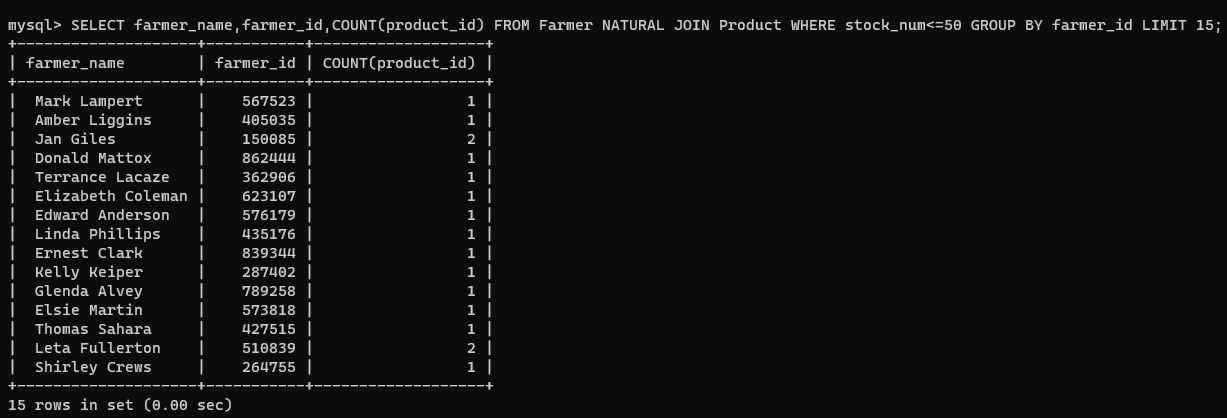 mysql> SELECT farmer_name,farmer_id,COUNT(product_id) FROM Farmer NATURAL JOIN Product WHERE stock_num<=50 GROUP BY farmer_id LIMIT 15;
+--------------------+-----------+-------------------+
| farmer_name        | farmer_id | COUNT(product_id) |
+--------------------+-----------+-------------------+
|  Mark Lampert      |    567523 |                 1 |
|  Amber Liggins     |    405035 |                 1 |
|  Jan Giles         |    150085 |                 2 |
|  Donald Mattox     |    862444 |                 1 |
|  Terrance Lacaze   |    362906 |                 1 |
|  Elizabeth Coleman |    623107 |                 1 |
|  Edward Anderson   |    576179 |                 1 |
|  Linda Phillips    |    435176 |                 1 |
|  Ernest Clark      |    839344 |                 1 |
|  Kelly Keiper      |    287402 |                 1 |
|  Glenda Alvey      |    789258 |                 1 |
|  Elsie Martin      |    573818 |                 1 |
|  Thomas Sahara     |    427515 |                 1 |
|  Leta Fullerton    |    510839 |                 2 |
|  Shirley Crews     |    264755 |                 1 |
+--------------------+-----------+-------------------+
15 rows in set (0.00 sec)